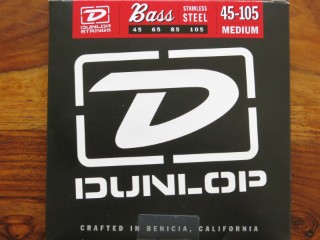 DUNLOP
STRINGS
Bass
STAINLESS
STEEL
45 65 85 105
45-105
MEDIUM
DUNLOP
CRAFTED IN BENICIA, CALIFORNIA